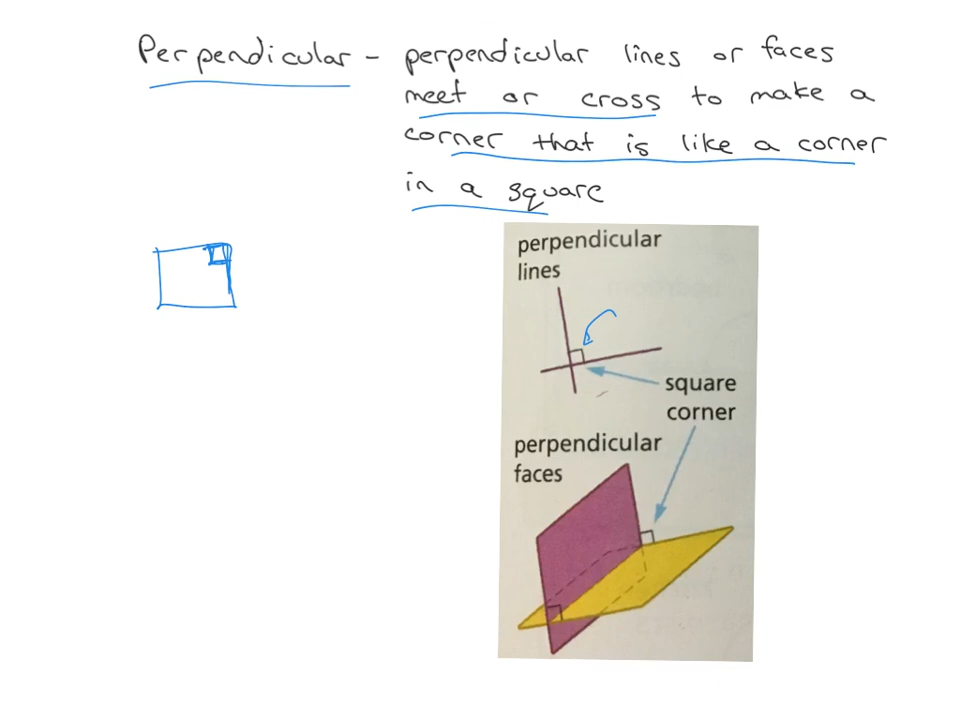 Perpendicular - perpendicular lines or faces
meet or cross to make a
corner that is like a corner
in a square
perpendicular
lines
square
corner
perpendicular
faces